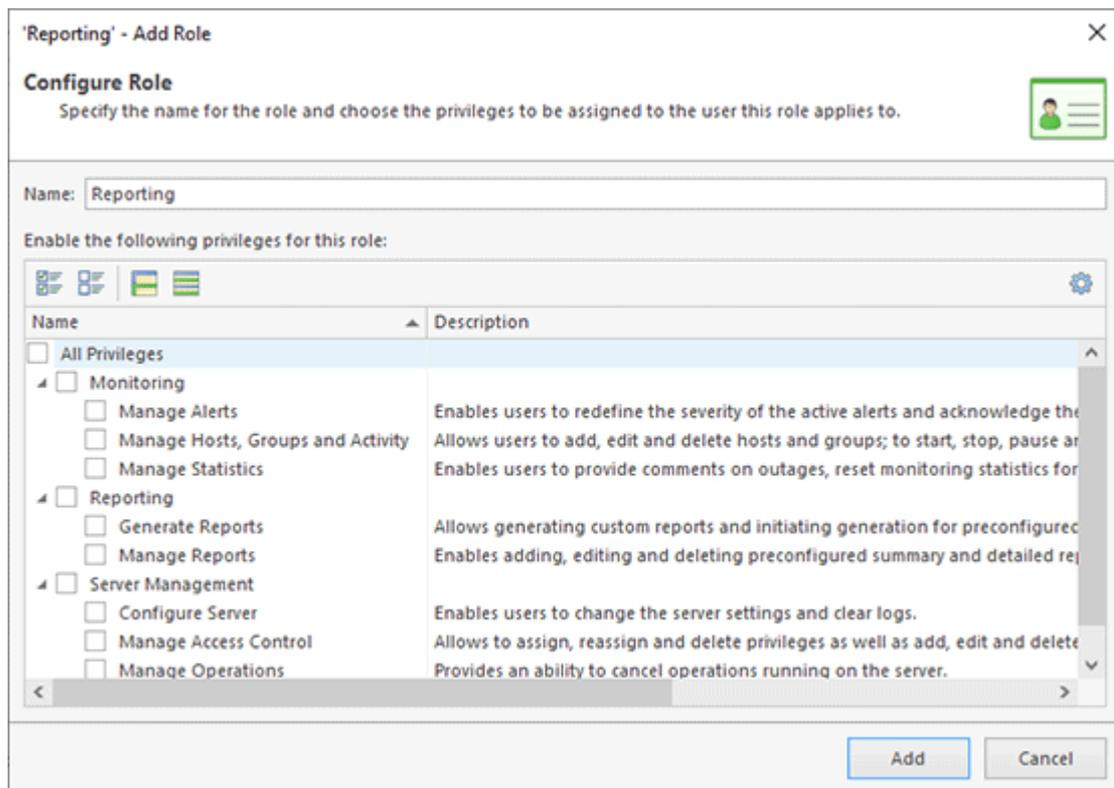 'Reporting' - Add Role
Configure Role
Specify the name for the role and choose the privileges to be assigned to the user this role applies to.
Name: Reporting
Enable the following privileges for this role:
Name Description
All Privileges
Monitoring
Manage Alerts Enables users to redefine the severity of the active alerts and acknowledge the
Manage Hosts, Groups and Activity Allows users to add, edit and delete hosts and groups; to start, stop, pause
Manage Statistics Enables users to provide comments on outages, reset monitoring statistics for
Reporting
Generate Reports Allows generating custom reports and initiating generation for preconfigured
Manage Reports Enables adding, editing and deleting preconfigured summary and detailed
Server Management
Configure Server Enables users to change the server settings and clear logs.
Manage Access Control Allows to assign, reassign and delete privileges as well as add, edit and delete
Manage Operations Provides an ability to cancel operations running on the server.
Add Cancel